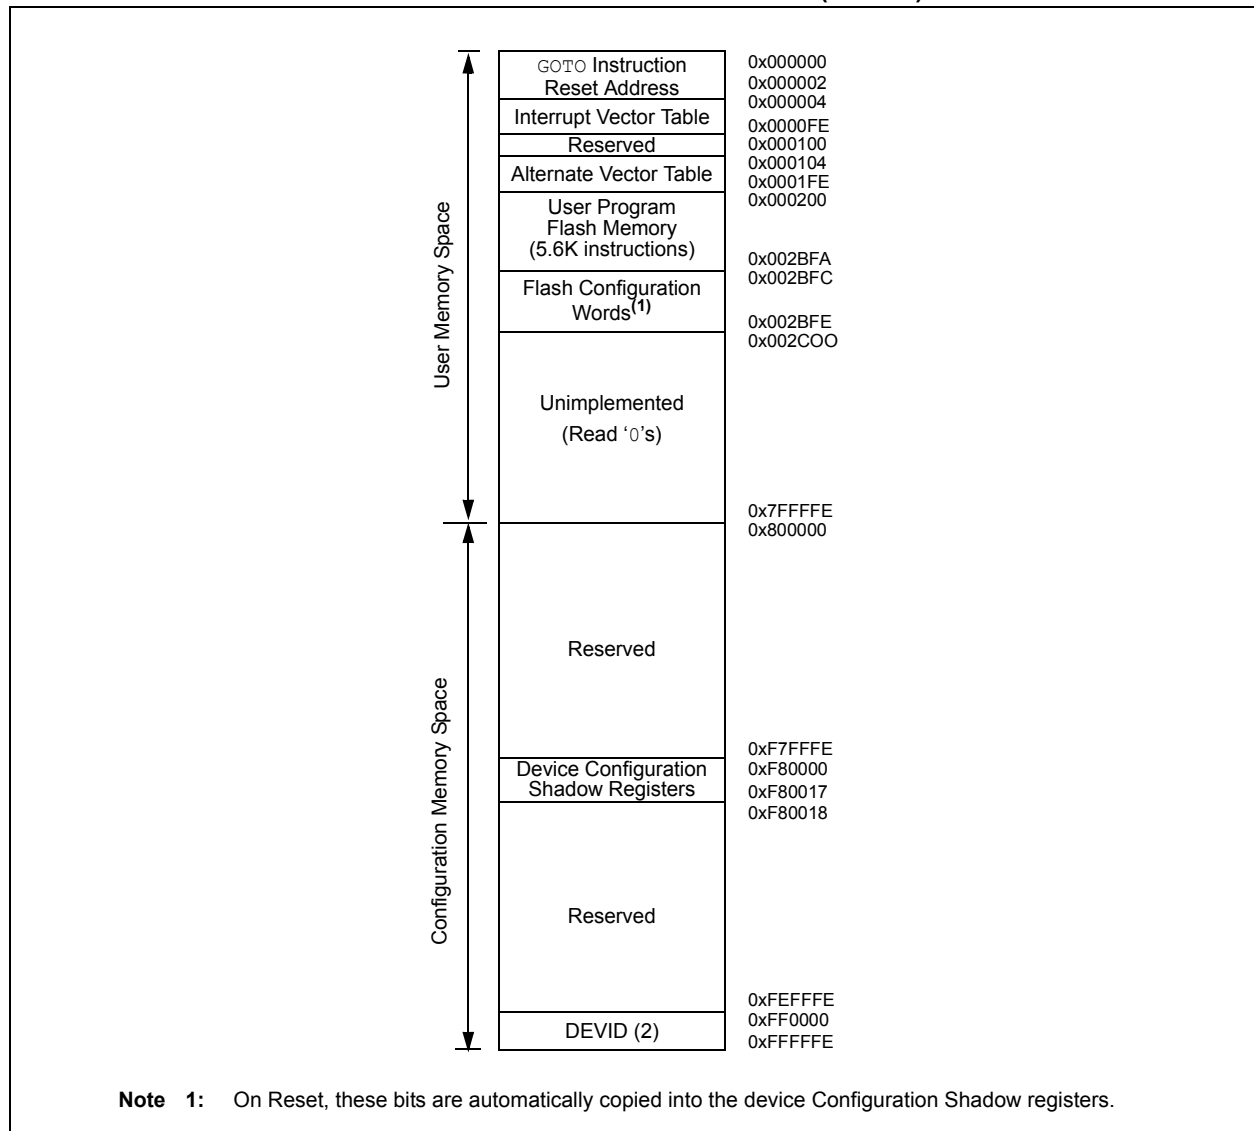 GOTO Instruction
Reset Address
0x000000
0x000002
0x000004
Interrupt Vector Table
0x0000FE
Reserved
0x000100
0x000104
Alternate Vector Table
0x0001FE
0x000200
User Program
Flash Memory
(5.6K instructions)
0x002BFA
0x002BFC
Flash Configuration
Words(1)
0x002BFE
0x002COO
User Memory Space
Unimplemented
(Read ‘0’s)
0x7FFFFE
0x800000
Reserved
0xF7FFFE
Device Configuration
Shadow Registers
0xF80000
0xF80017
0xF80018
Configuration Memory Space
Reserved
0xFEFFFE
0xFF0000
DEVID (2)
0xFFFFFE
Note 1: On Reset, these bits are automatically copied into the device Configuration Shadow registers.